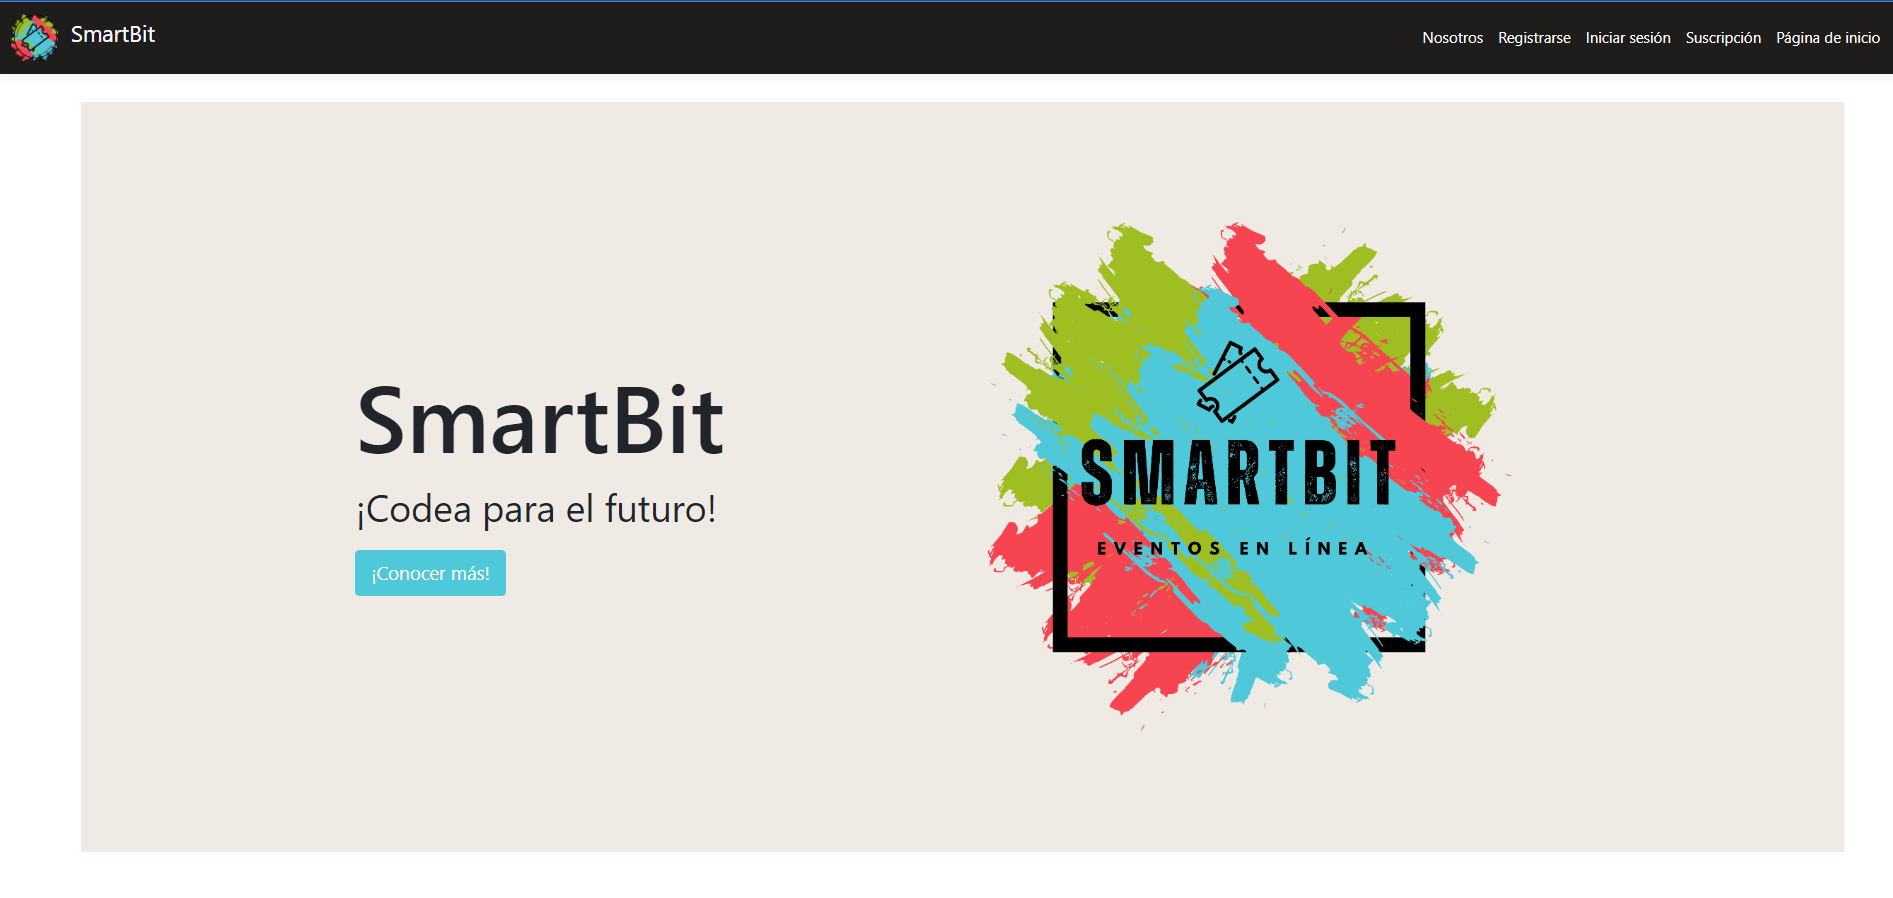 SmartBit
Nosotros Registrarse Iniciar sesión Suscripción Página de inicio
SmartBit
¡Codea para el futuro!
¡Conocer más!
SMARTBIT
EVENTOS EN LÍNEA